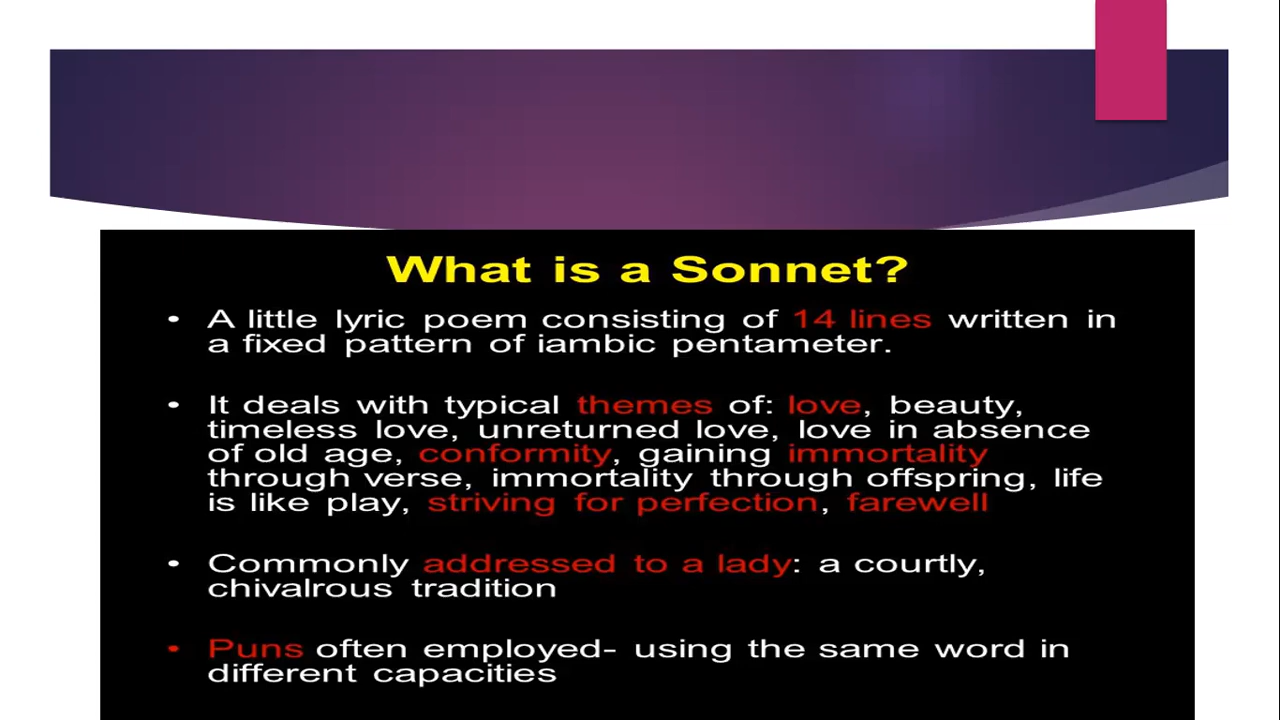 What is a Sonnet?
• A little lyric poem consisting of 14 lines written in
a fixed pattern of iambic pentameter.
• It deals with typical themes of: love, beauty,
timeless love, unreturned love, love in absence
of old age, conformity, gaining immortality
through verse, immortality through offspring, life
is like play, striving for perfection, farewell
• Commonly addressed to a lady: a courtly,
chivalrous tradition
• Puns often employed- using the same word in
different capacities